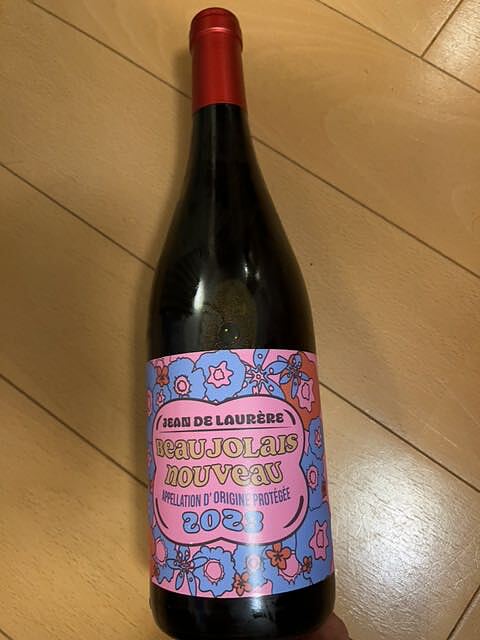 JEAN DE LAURÈRE
BEAUJOLAIS
NOUVEAU
APPELLATION D'ORIGINE PROTÉGÉE
2023